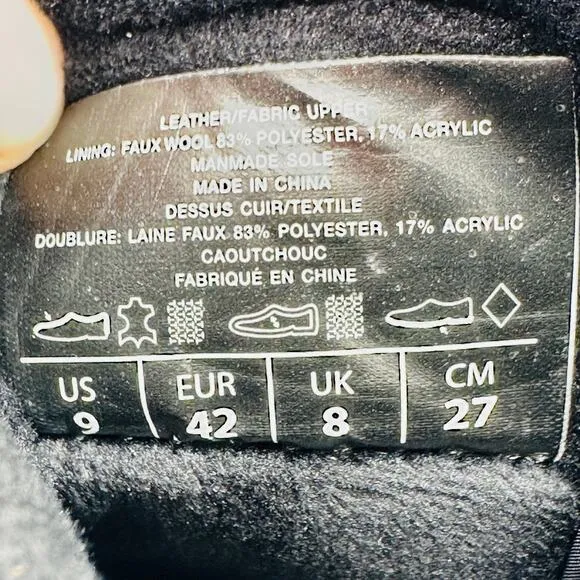 LEATHER/FABRIC UPPER
LINING: FAUX WOOL 83% POLYESTER, 17% ACRYLIC
MANMADE SOLE
MADE IN CHINA
DESSUS CUIR/TEXTILE
DOUBLURE: LAINE FAUX 83% POLYESTER, 17% ACRYLIC
CAOUTCHOUC
FABRIQUÉ EN CHINE
US EUR UK CM
9 42 8 27